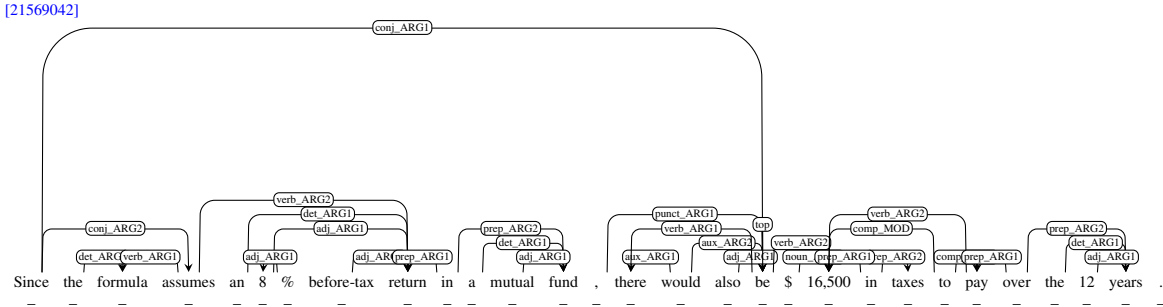 [21569042]
conj_ARG1
verb_ARG2
det_ARG1
verb_ARG2
conj_ARG2
adj_ARG1
prep_ARG2
punct_ARG1
verb_ARG1
top
comp_MOD
prep_ARG2
det_ARG1
aux_ARG2
verb_ARG2
det_ARG1
verb_ARG1
adj_ARG1
prep_ARG1
adj_ARG1
aux_ARG1
adj_ARG1
noun_
prep_ARG1
prep_ARG1
adj_ARG1
Since the formula assumes an 8 % before-tax return in a mutual fund , there would also be $ 16,500 in taxes to pay over the 12 years .